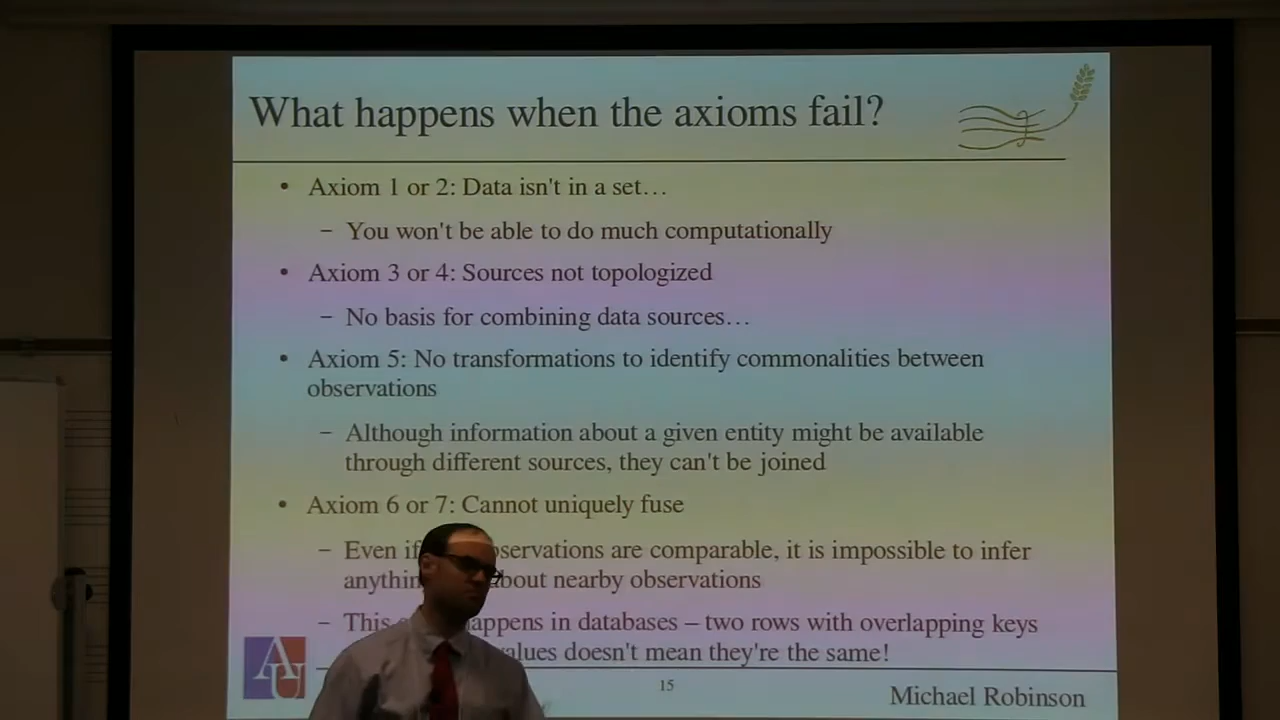 What happens when the axioms fail?
• Axiom 1 or 2: Data isn't in a set…
– You won't be able to do much computationally
• Axiom 3 or 4: Sources not topologized
– No basis for combining data sources…
• Axiom 5: No transformations to identify commonalities between
observations
– Although information about a given entity might be available
through different sources, they can't be joined
• Axiom 6 or 7: Cannot uniquely fuse
– Even if observations are comparable, it is impossible to infer
about nearby observations
– This happens in databases – two rows with overlapping keys
doesn't mean they're the same!
AU
15
Michael Robinson